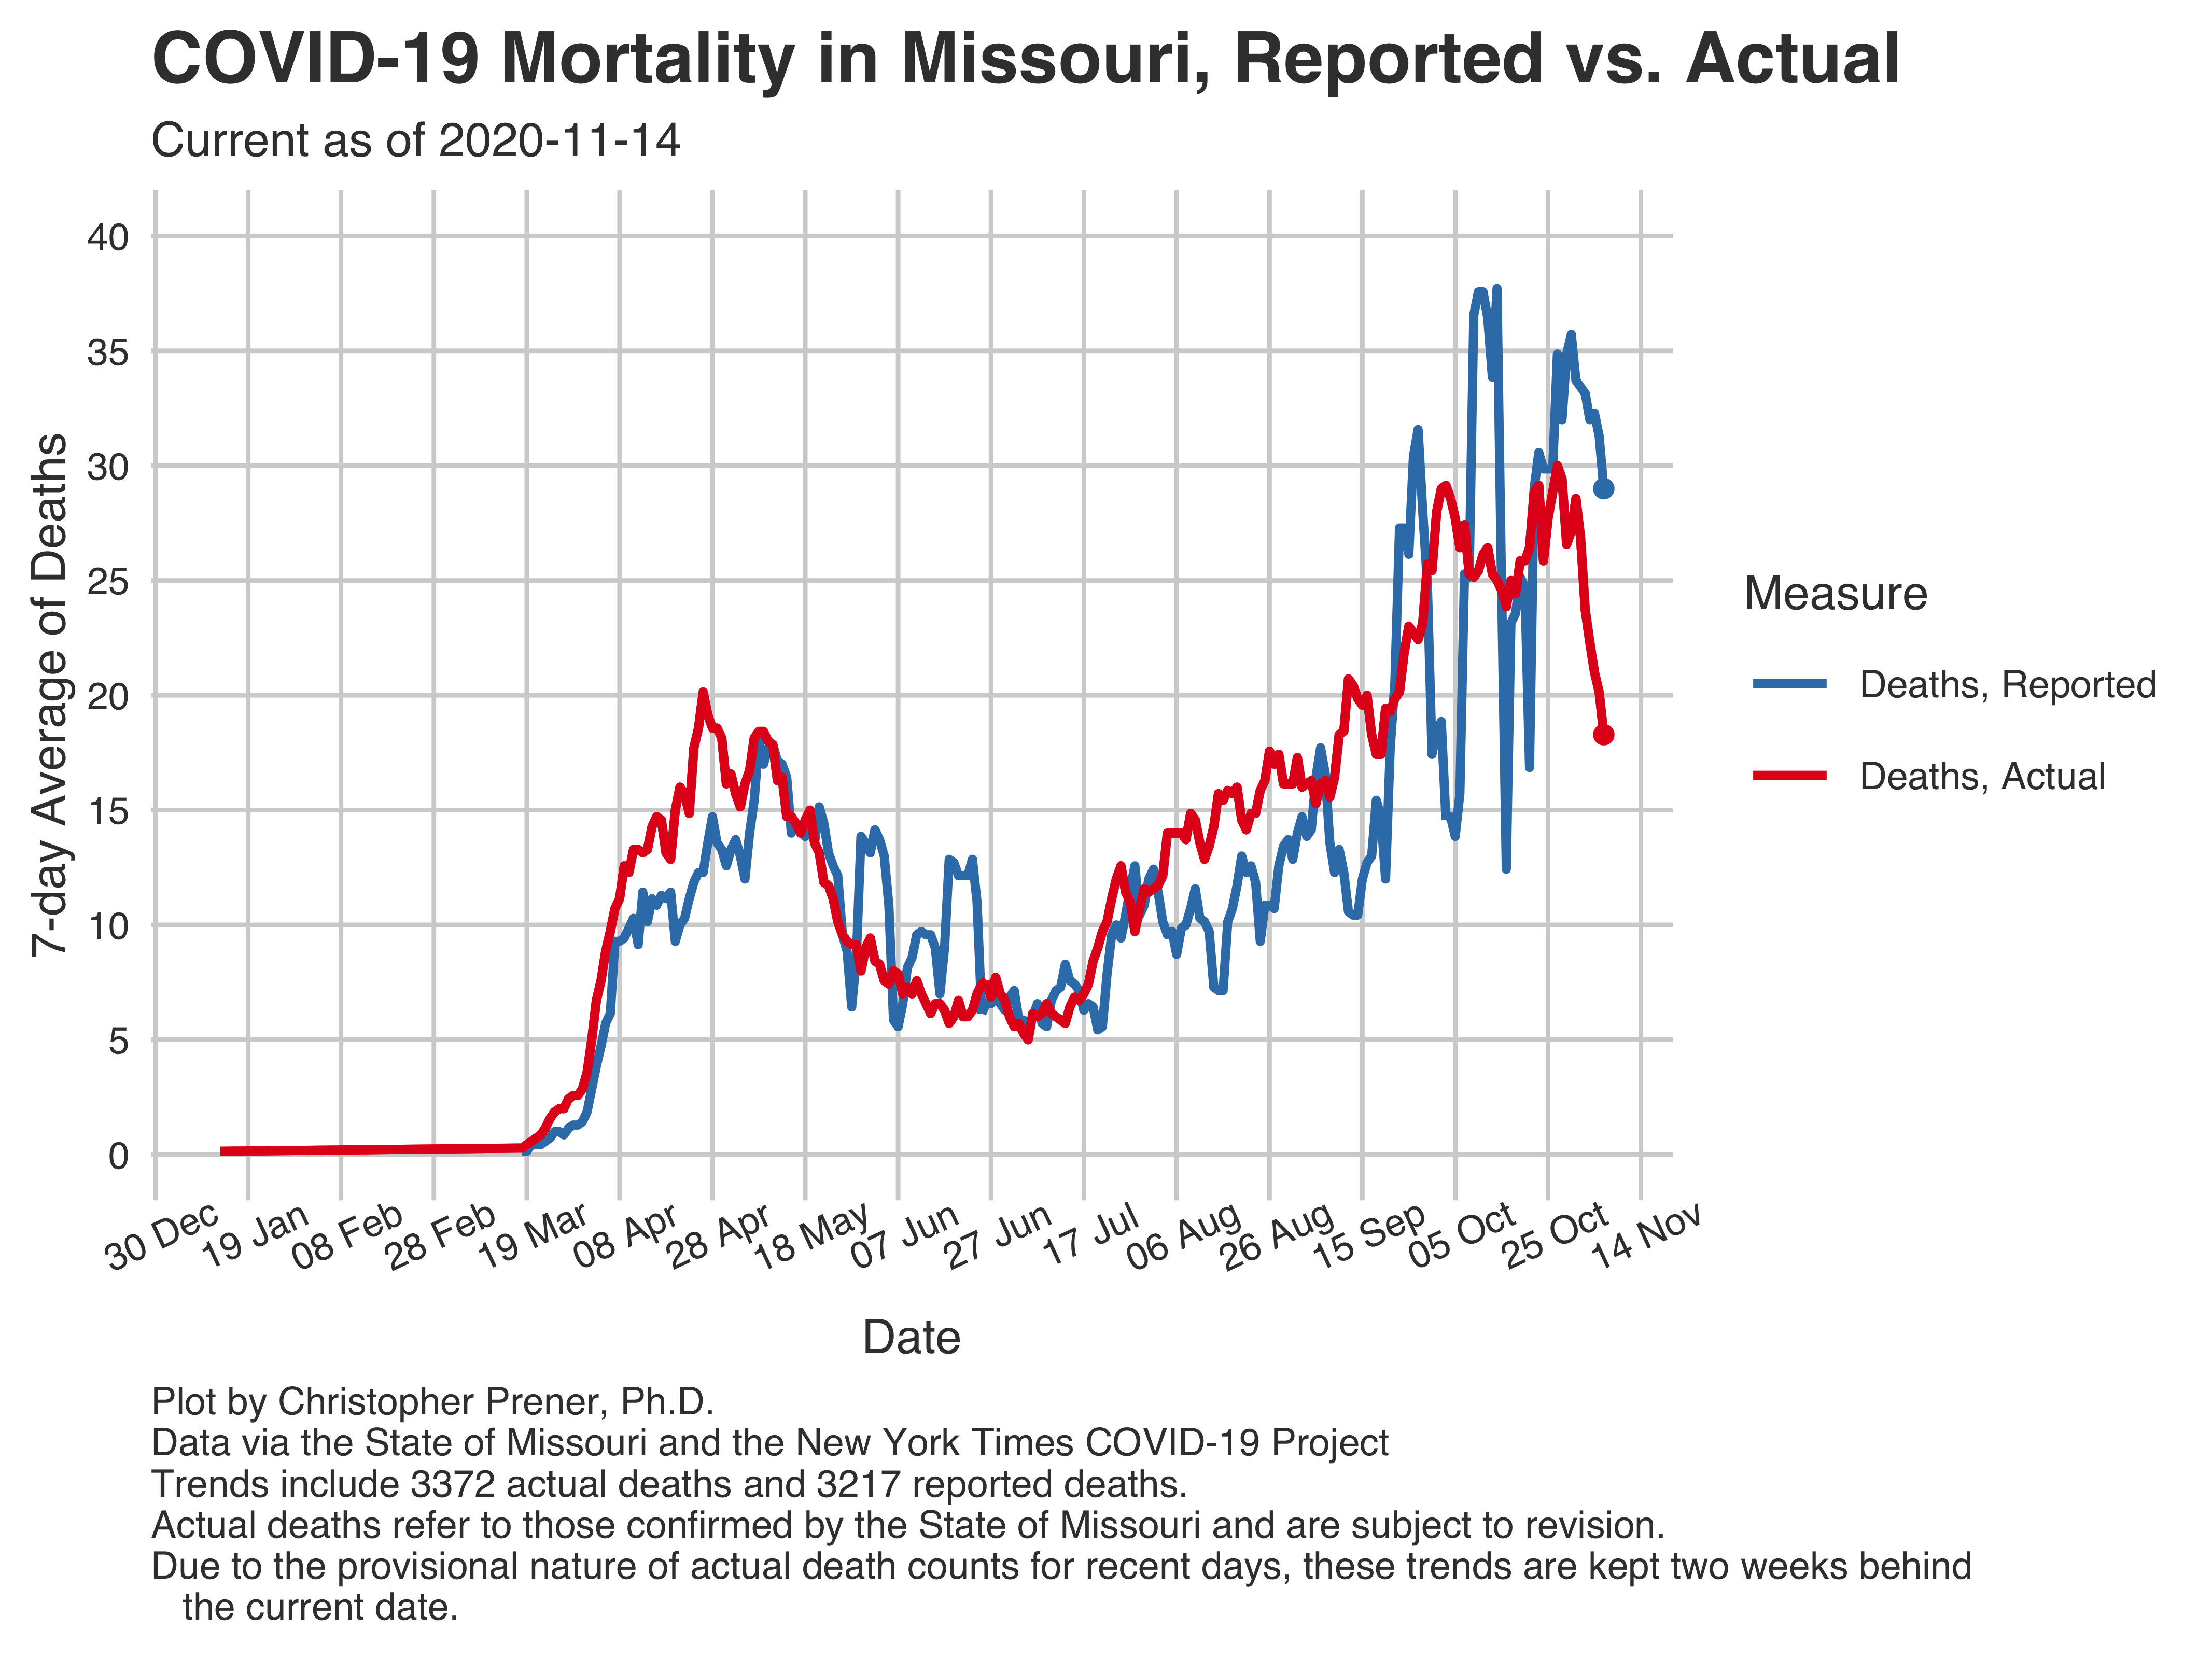 COVID-19 Mortality in Missouri, Reported vs. Actual
Current as of 2020-11-14
7-day Average of Deaths
40
35
30
25
20
15
10
5
0
30 Dec
19 Jan
08 Feb
28 Feb
19 Mar
08 Apr
28 Apr
18 May
07 Jun
27 Jun
17 Jul
06 Aug
26 Aug
15 Sep
05 Oct
25 Oct
14 Nov
Date
Measure
Deaths, Reported
Deaths, Actual
Plot by Christopher Prener, Ph.D.
Data via the State of Missouri and the New York Times COVID-19 Project
Trends include 3372 actual deaths and 3217 reported deaths.
Actual deaths refer to those confirmed by the State of Missouri and are subject to revision.
Due to the provisional nature of actual death counts for recent days, these trends are kept two weeks behind
the current date.